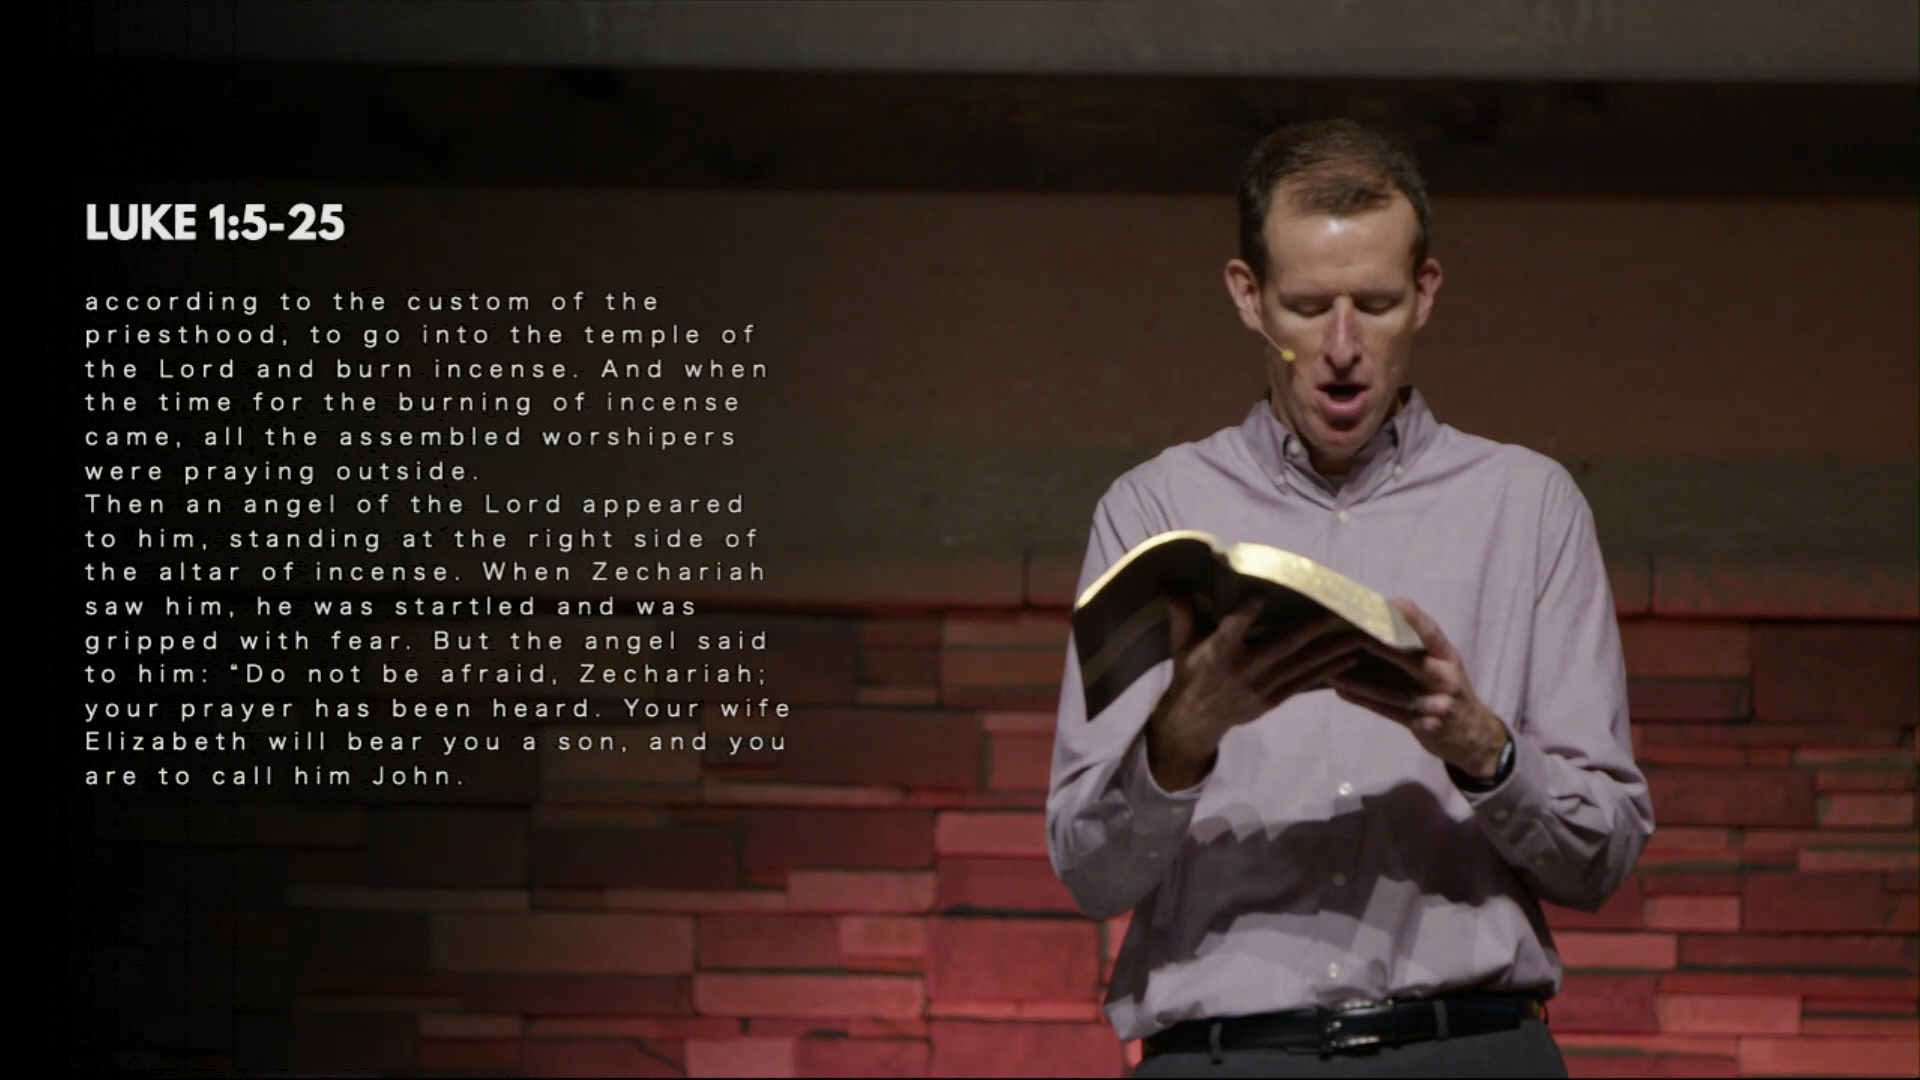 LUKE 1:5-25
according to the custom of the
priesthood, to go into the temple of
the Lord and burn incense. And when
the time for the burning of incense
came, all the assembled worshipers
were praying outside.
Then an angel of the Lord appeared
to him, standing at the right side of
the altar of incense. When Zechariah
saw him, he was startled and was
gripped with fear. But the angel said
to him: “Do not be afraid, Zechariah;
your prayer has been heard. Your wife
Elizabeth will bear you a son, and you
are to call him John.